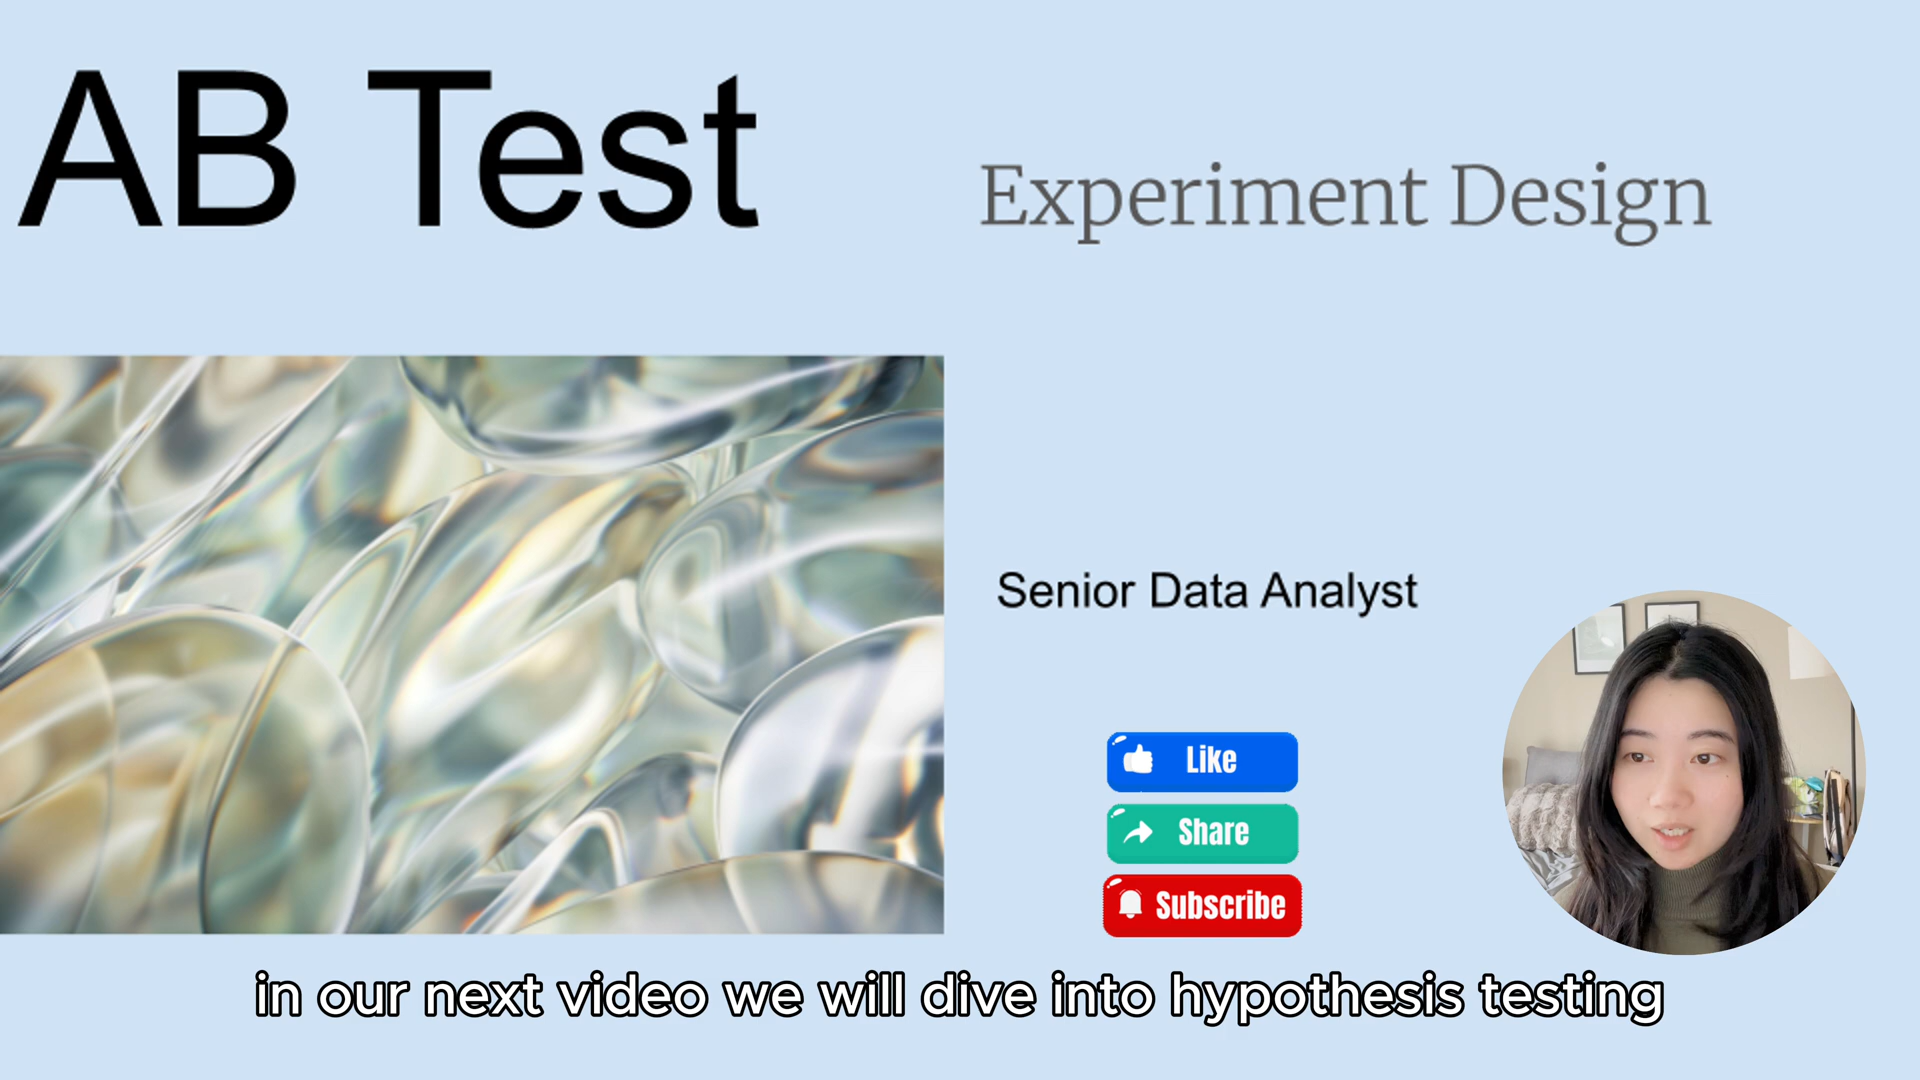 AB Test
Experiment Design
Senior Data Analyst
Like
Share
Subscribe
in our next video we will dive into hypothesis testing